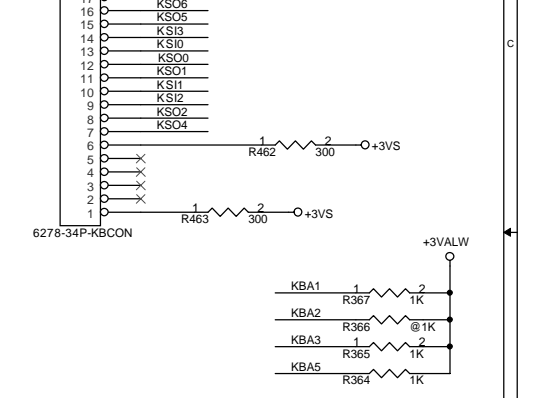 17
16 KSO6
15 KSO5
14 KSI3
13 KSI0
12 KSO0
11 KSO1
10 KSI1
9 KSI2
8 KSO2
7 KSO4
6 1 2 +3VS
R462 300
5
4
3
2
1 1 2 +3VS
R463 300
6278-34P-KBCON
C
+3VALW
KBA1 1 2
R367 1K
KBA2
R366 @1K
KBA3 1 2
R365 1K
KBA5
R364 1K